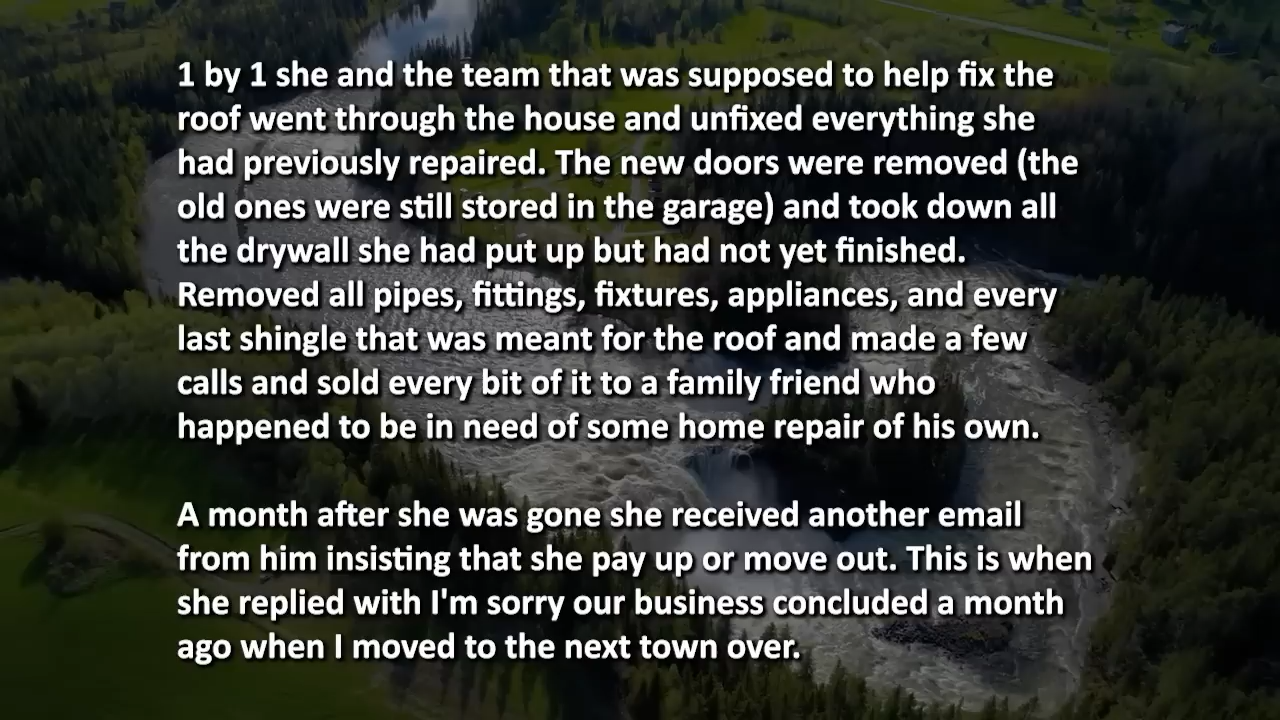 1 by 1 she and the team that was supposed to help fix the
roof went through the house and unfixed everything she
had previously repaired. The new doors were removed (the
old ones were still stored in the garage) and took down all
the drywall she had put up but had not yet finished.
Removed all pipes, fittings, fixtures, appliances, and every
last shingle that was meant for the roof and made a few
calls and sold every bit of it to a family friend who
happened to be in need of some home repair of his own.
A month after she was gone she received another email
from him insisting that she pay up or move out. This is when
she replied with I'm sorry our business concluded a month
ago when I moved to the next town over.